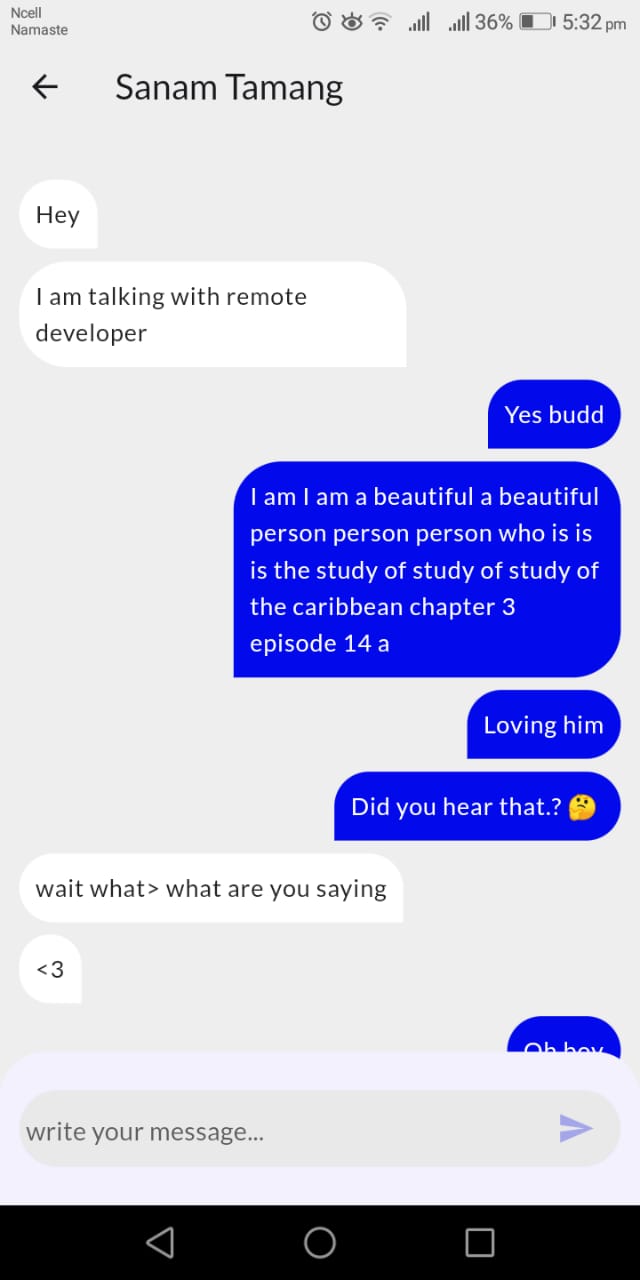 Ncell
Namaste
36%
5:32 pm
Sanam Tamang
Hey
I am talking with remote
developer
Yes budd
I am I am a beautiful a beautiful
person person person who is is
is the study of study of study of
the caribbean chapter 3
episode 14 a
Loving him
Did you hear that.? 🤔
wait what> what are you saying
<3
Oh boy
write your message...